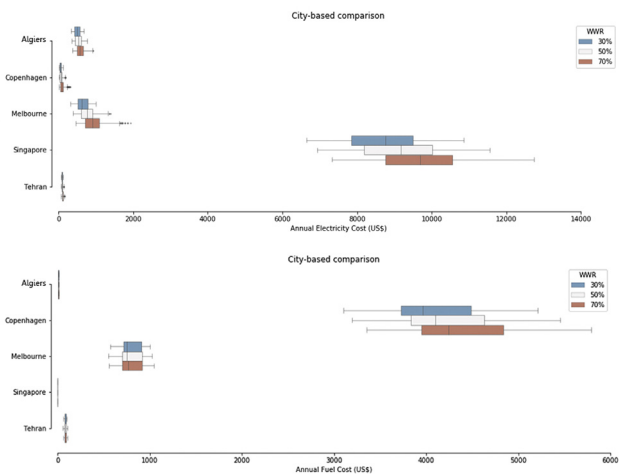 City-based comparison
WWR
30%
50%
70%
Algiers
Copenhagen
Melbourne
Singapore
Tehran
0 2000 4000 6000 8000 10000 12000 14000
Annual Electricity Cost (US$)
City-based comparison
WWR
30%
50%
70%
Algiers
Copenhagen
Melbourne
Singapore
Tehran
0 1000 2000 3000 4000 5000 6000
Annual Fuel Cost (US$)